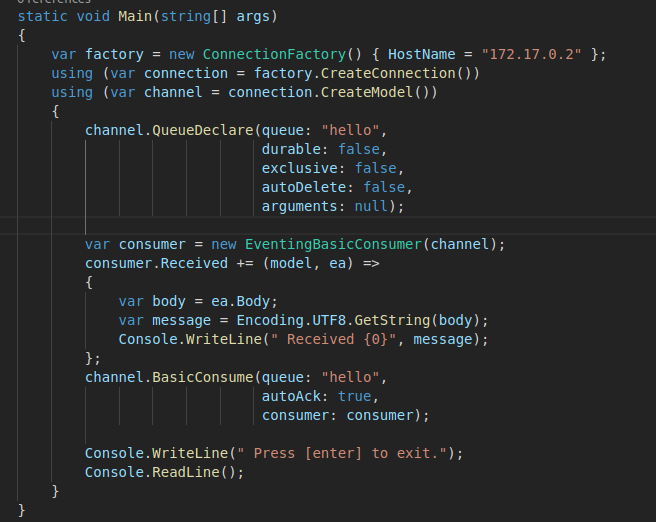 0 references
static void Main(string[] args)
{
    var factory = new ConnectionFactory() { HostName = "172.17.0.2" };
    using (var connection = factory.CreateConnection())
    using (var channel = connection.CreateModel())
    {
        channel.QueueDeclare(queue: "hello",
                             durable: false,
                             exclusive: false,
                             autoDelete: false,
                             arguments: null);

        var consumer = new EventingBasicConsumer(channel);
        consumer.Received += (model, ea) =>
        {
            var body = ea.Body;
            var message = Encoding.UTF8.GetString(body);
            Console.WriteLine(" Received {0}", message);
        };
        channel.BasicConsume(queue: "hello",
                             autoAck: true,
                             consumer: consumer);

        Console.WriteLine(" Press [enter] to exit.");
        Console.ReadLine();
    }
}